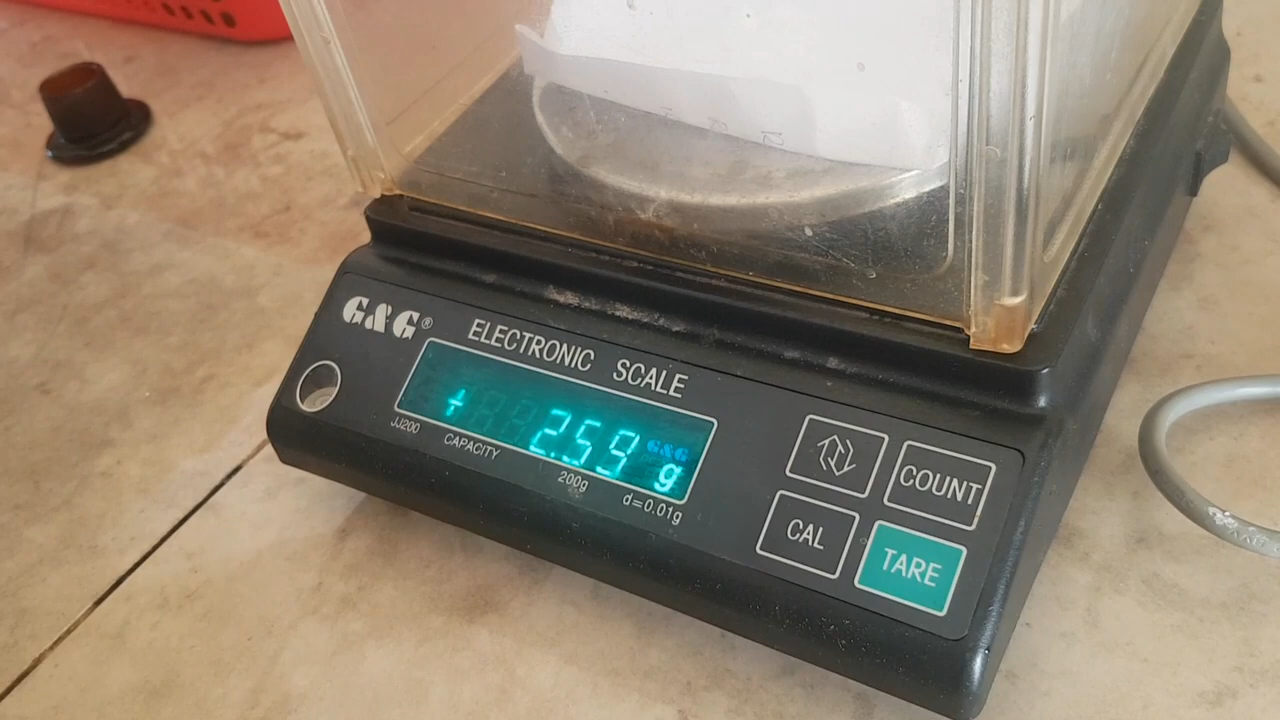 G&G®
ELECTRONIC SCALE
+ 2.59 g
G&G
JJ200
CAPACITY
200g
d=0.01g
COUNT
CAL
TARE